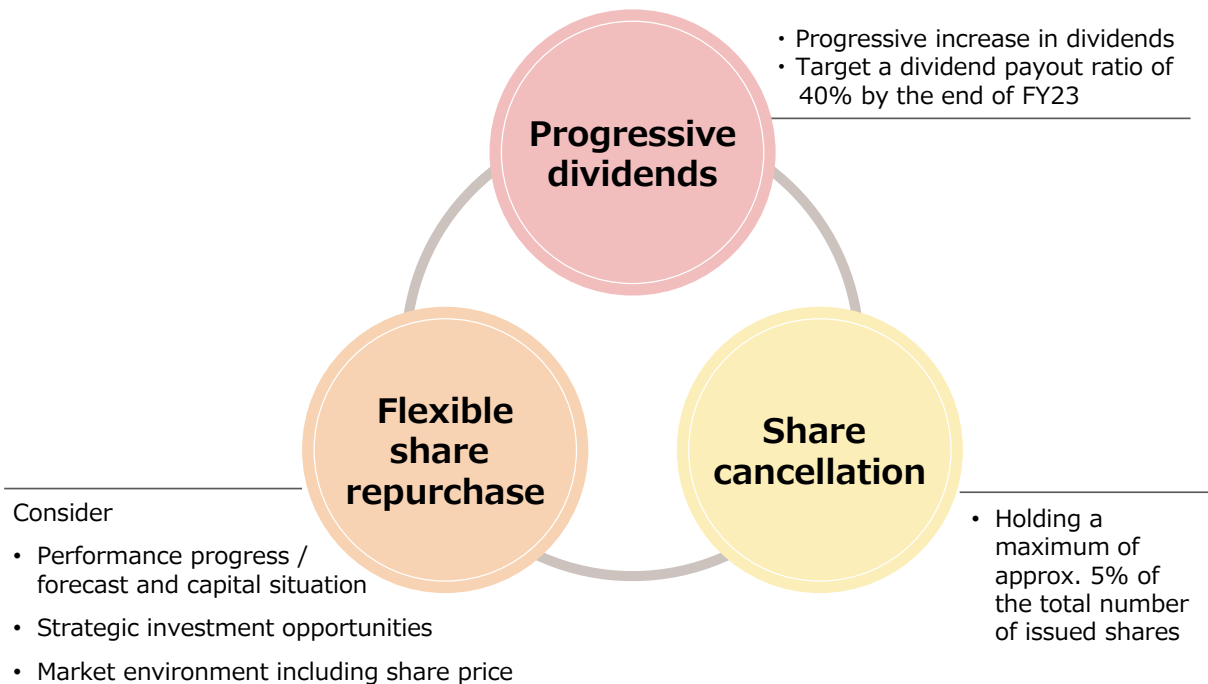 ・Progressive increase in dividends
・Target a dividend payout ratio of
40% by the end of FY23
Progressive
dividends
Flexible
share
repurchase
Share
cancellation
Consider
• Performance progress /
forecast and capital situation
• Strategic investment opportunities
• Market environment including share price
• Holding a
maximum of
approx. 5% of
the total number
of issued shares